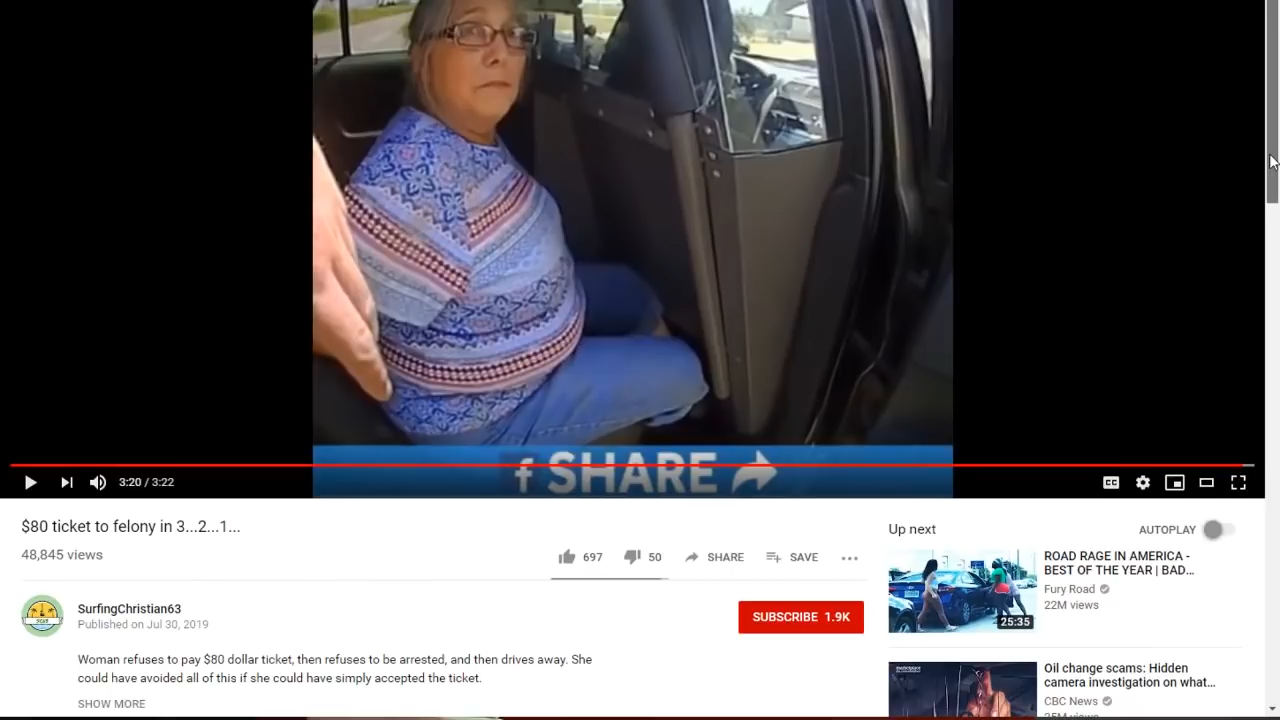 f SHARE
3:20 / 3:22
CC
$80 ticket to felony in 3...2...1...
48,845 views
697
50
SHARE
SAVE
SurfingChristian63
Published on Jul 30, 2019
SUBSCRIBE 1.9K
Woman refuses to pay $80 dollar ticket, then refuses to be arrested, and then drives away. She
could have avoided all of this if she could have simply accepted the ticket.
SHOW MORE
Up next
AUTOPLAY
ROAD RAGE IN AMERICA -
BEST OF THE YEAR | BAD...
Fury Road
22M views
25:35
Oil change scams: Hidden
camera investigation on what...
CBC News